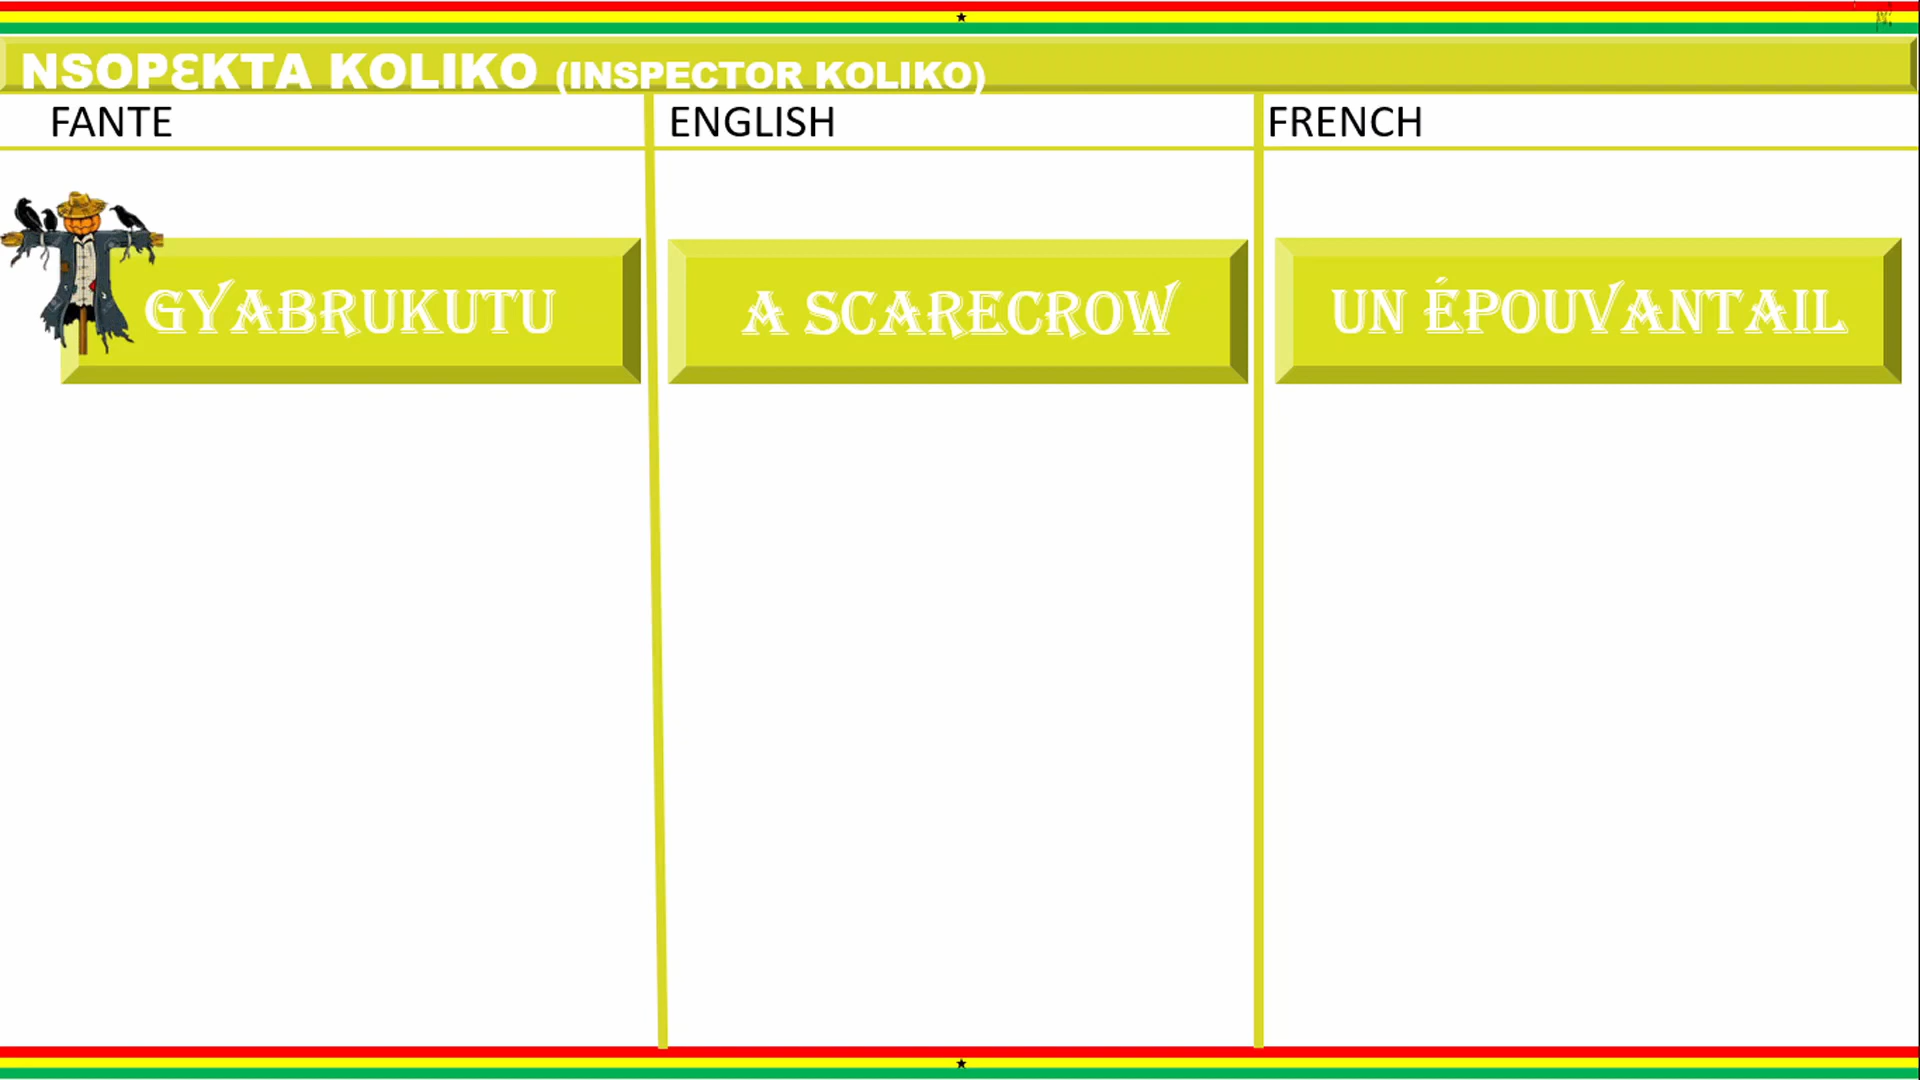 NSOPƐKTA KOLIKO (INSPECTOR KOLIKO)
FANTE
ENGLISH
FRENCH
GYABRUKUTU
A SCARECROW
UN ÉPOUVANTAIL